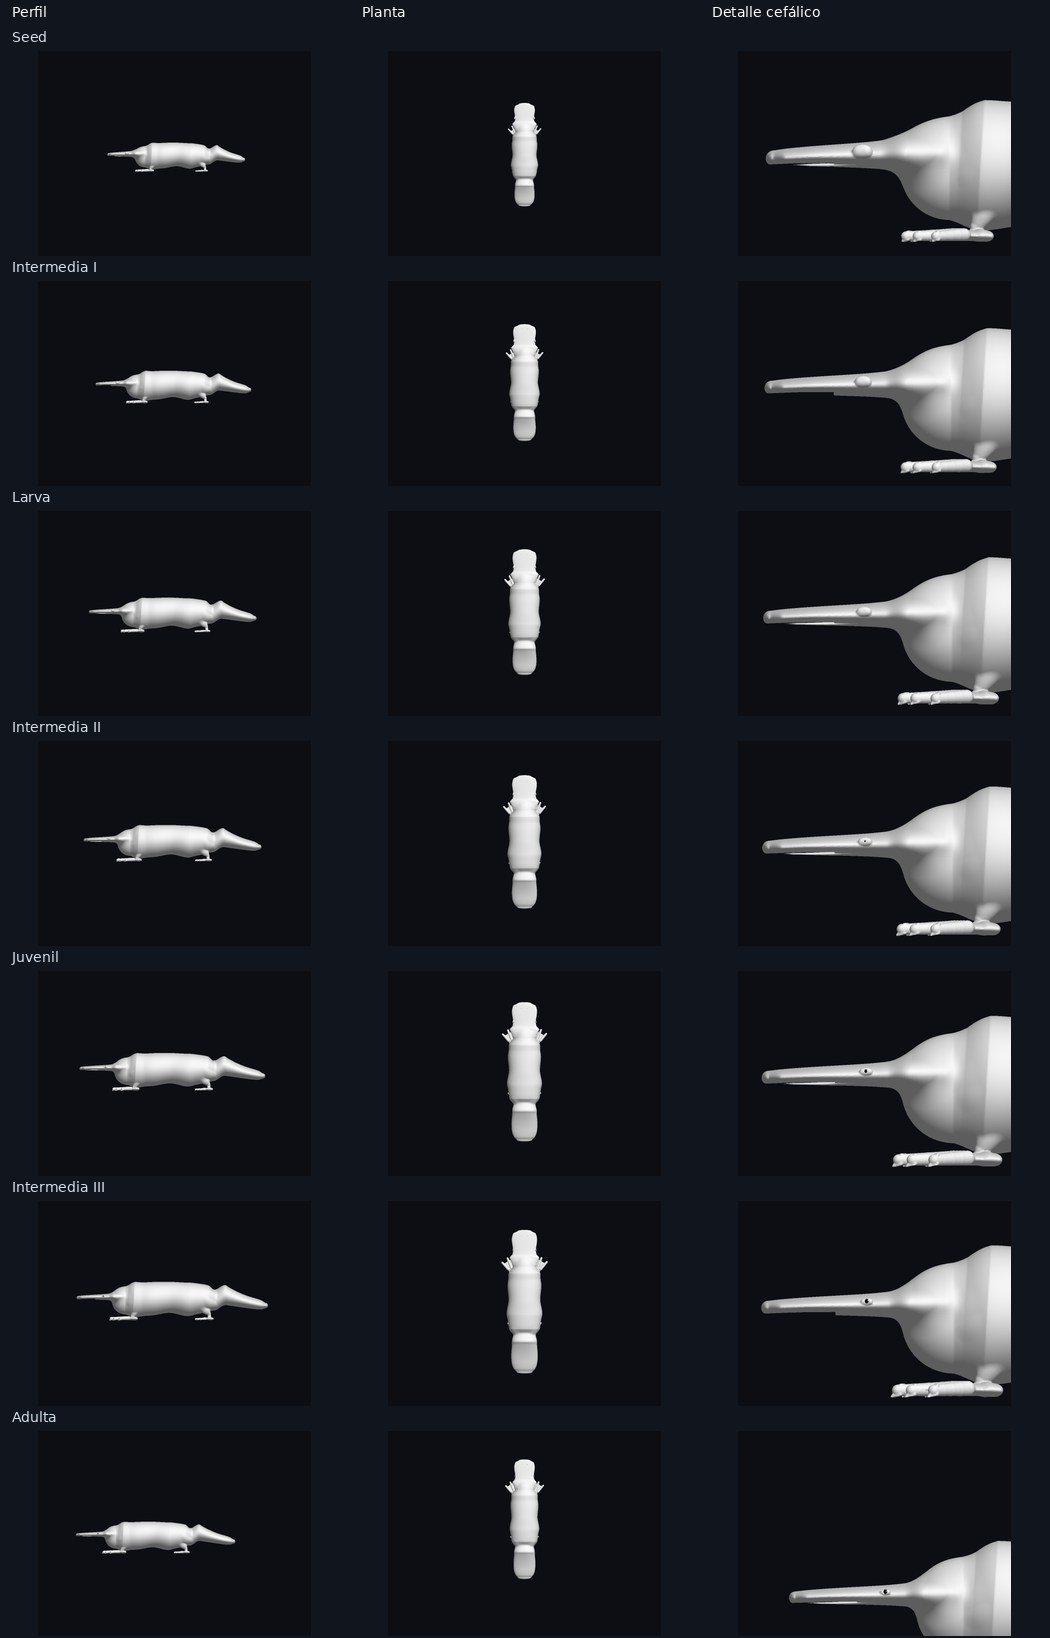 Perfil Planta Detalle cefálico
Seed
Intermedia I
Larva
Intermedia II
Juvenil
Intermedia III
Adulta